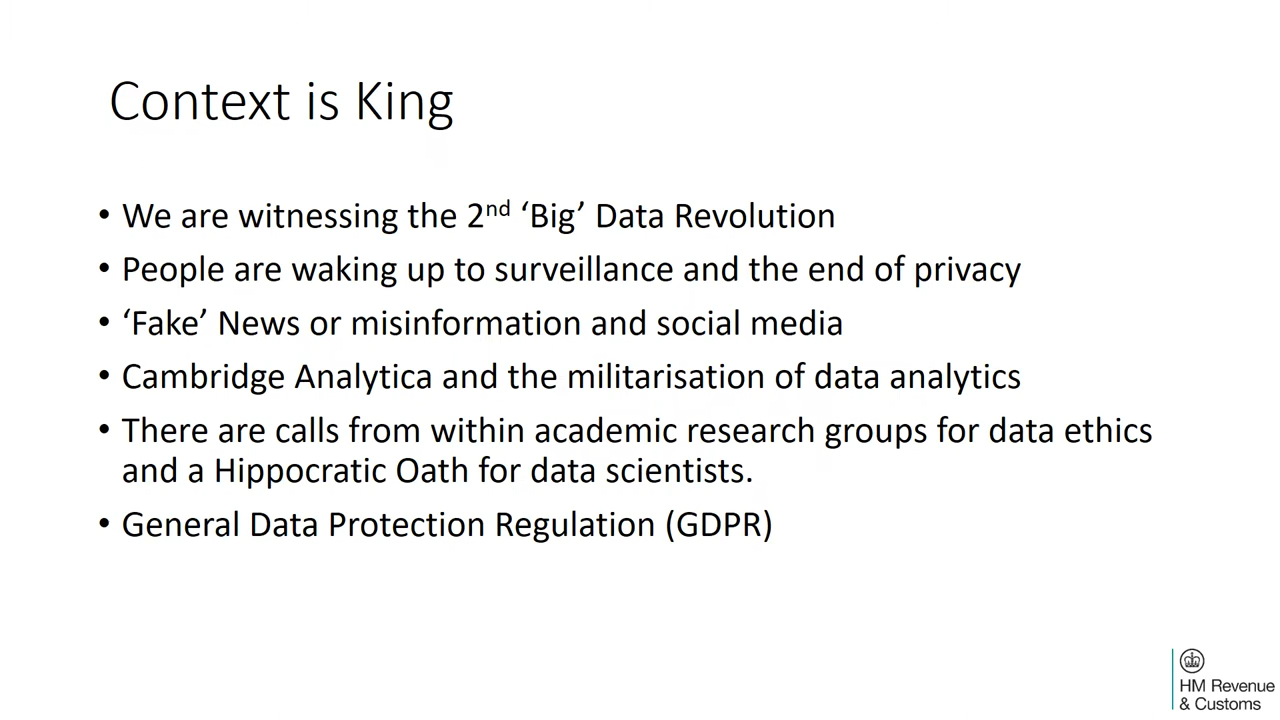 Context is King
• We are witnessing the 2nd ‘Big’ Data Revolution
• People are waking up to surveillance and the end of privacy
• ‘Fake’ News or misinformation and social media
• Cambridge Analytica and the militarisation of data analytics
• There are calls from within academic research groups for data ethics
and a Hippocratic Oath for data scientists.
• General Data Protection Regulation (GDPR)
HM Revenue
& Customs